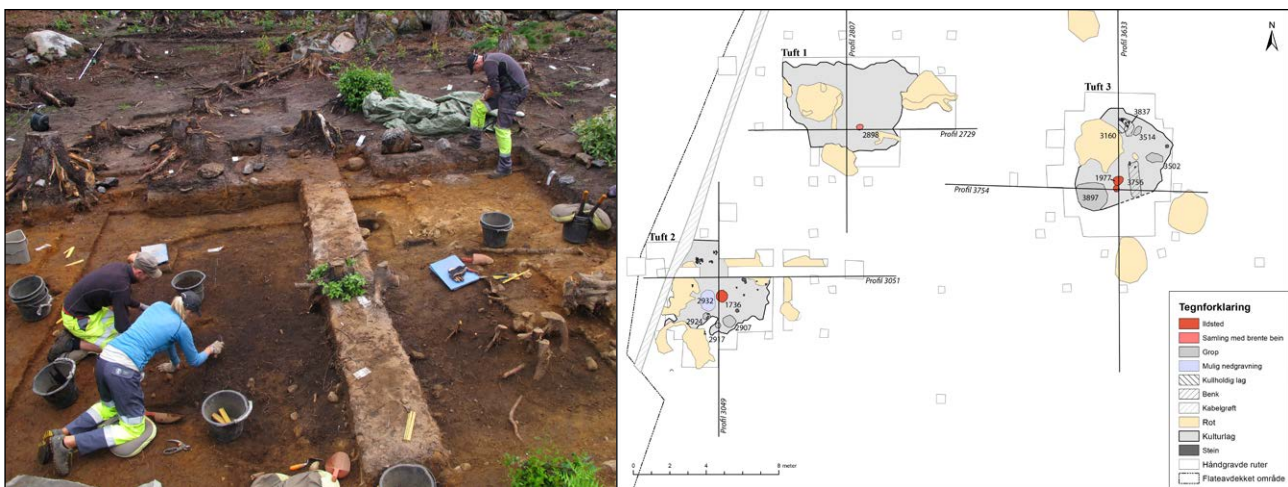 N
Profil 2807
Profil 3633
Tuft 1
2898
Profil 2729
Tuft 3
3837
3160
3514
3502
1977
3756
3897
Profil 3754
Tuft 2
Profil 3051
2932
1736
2924
2907
2917
Profil 3049
0 4 8 meter
Tegnforklaring
Ildsted
Samling med brente bein
Grop
Mulig nedgravning
Kullholdig lag
Benk
Kabelgrøft
Rot
Kulturlag
Stein
Håndgravde ruter
Flateavdekket område